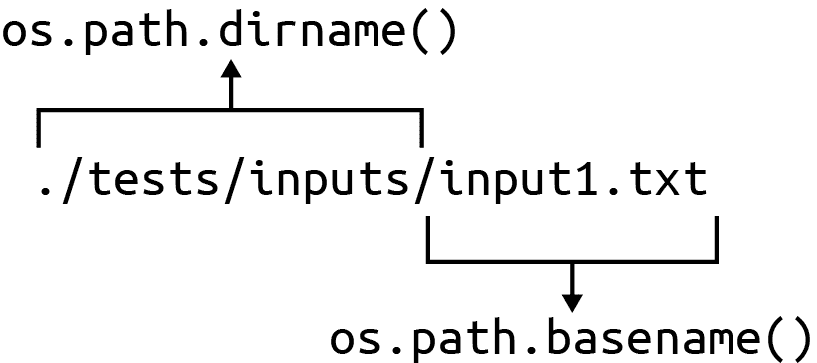 os.path.dirname()
./tests/inputs/input1.txt
os.path.basename()